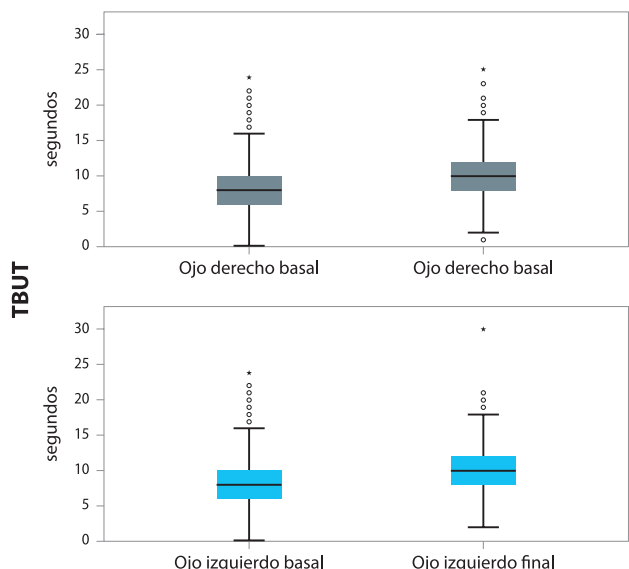 TBUT
segundos
30
25
20
15
10
5
0
Ojo derecho basal
Ojo derecho basal
segundos
30
25
20
15
10
5
0
Ojo izquierdo basal
Ojo izquierdo final